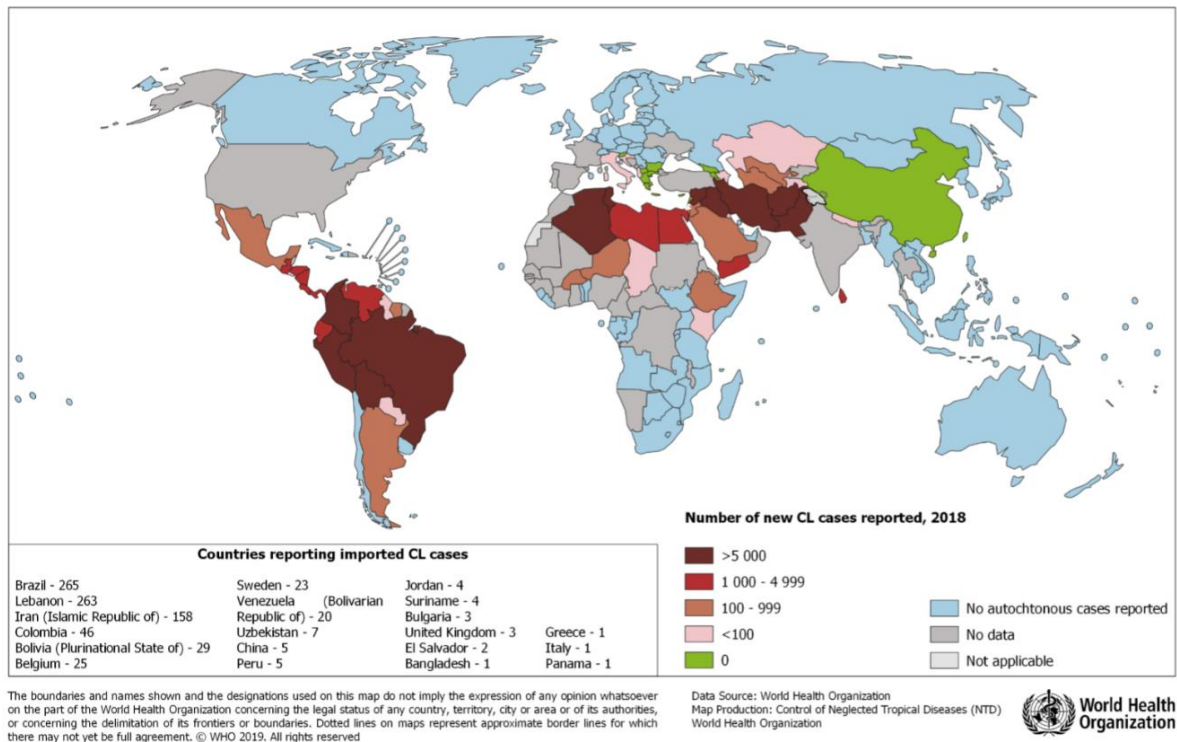 Number of new CL cases reported, 2018
>5 000
1 000 - 4 999
100 - 999
<100
0
No autochtonous cases reported
No data
Not applicable
Countries reporting imported CL cases
Brazil - 265
Lebanon - 263
Iran (Islamic Republic of) - 158
Colombia - 46
Bolivia (Plurinational State of) - 29
Belgium - 25
Sweden - 23
Venezuela (Bolivarian
Republic of) - 20
Uzbekistan - 7
China - 5
Peru - 5
Jordan - 4
Suriname - 4
Bulgaria - 3
United Kingdom - 3
El Salvador - 2
Bangladesh - 1
Greece - 1
Italy - 1
Panama - 1
The boundaries and names shown and the designations used on this map do not imply the expression of any opinion whatsoever
on the part of the World Health Organization concerning the legal status of any country, territory, city or area or of its authorities,
or concerning the delimitation of its frontiers or boundaries. Dotted lines on maps represent approximate border lines for which
there may not yet be full agreement. © WHO 2019. All rights reserved
Data Source: World Health Organization
Map Production: Control of Neglected Tropical Diseases (NTD)
World Health Organization
World Health
Organization